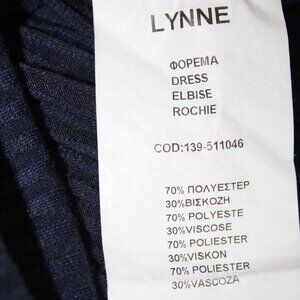 LYNNE
ΦΟΡΕΜΑ
DRESS
ELBISE
ROCHIE
COD:139-511046
70% ΠΟΛΥΕΣΤΕΡ
30%ΒΙΣΚΟΖΗ
70% POLYESTE
30%VISCOSE
70% POLIESTER
30%VISKON
70% POLIESTER
30%VASCOZA